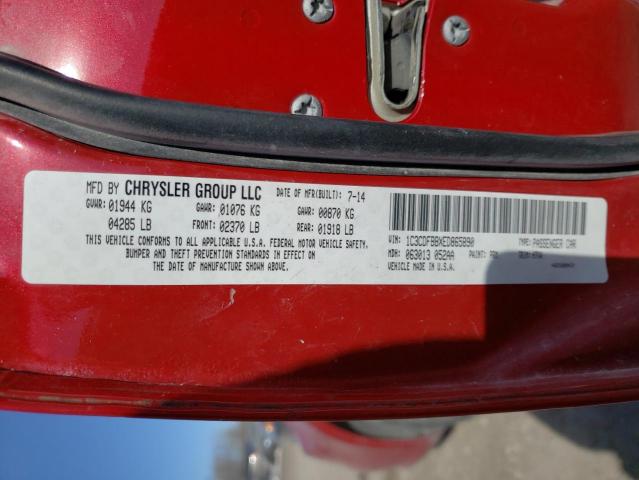 MFD BY CHRYSLER GROUP LLC DATE OF MFR(BUILT): 7-14
GVWR: 01944 KG GAWR: 01076 KG GAWR: 00870 KG
04285 LB FRONT: 02370 LB REAR: 01918 LB
THIS VEHICLE CONFORMS TO ALL APPLICABLE U.S.A. FEDERAL MOTOR VEHICLE SAFETY,
BUMPER AND THEFT PREVENTION STANDARDS IN EFFECT ON THE
DATE OF MANUFACTURE SHOWN ABOVE.
VIN: 1C3CDFBBXED865890 TYPE: PASSENGER CAR
MDH: 063013 052AA PAINT:
VEHICLE MADE IN U.S.A.